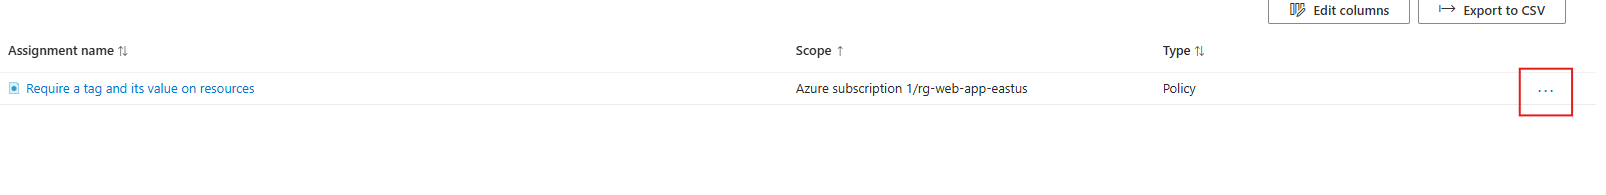 Edit columns Export to CSV
Assignment name Scope Type
Require a tag and its value on resources Azure subscription 1/rg-web-app-eastus Policy ...